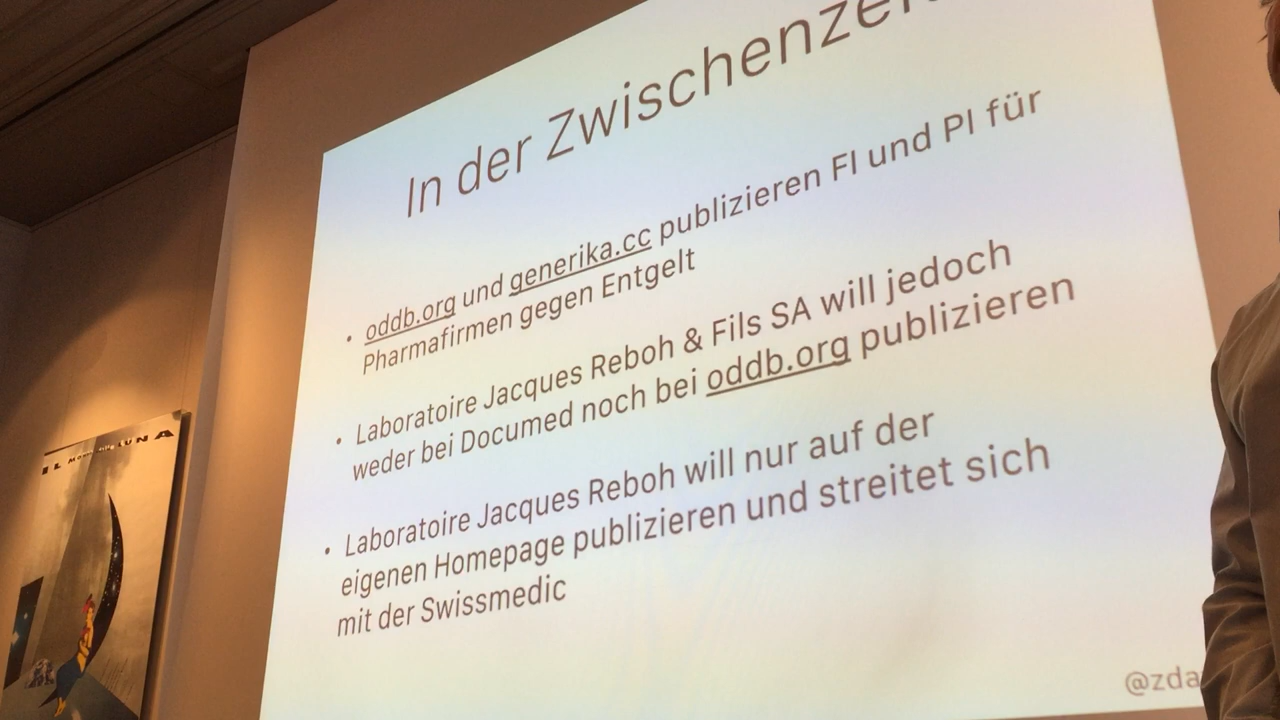 In der
• oddb.org und generika.cc publizieren FI und PI für
Pharmafirmen gegen Entgelt
• Laboratoire Jacques Reboh & Fils SA will jedoch
weder bei Documed noch bei oddb.org publizieren
• Laboratoire Jacques Reboh will nur auf der
eigenen Homepage publizieren und streitet sich
mit der Swissmedic
IL LUNA